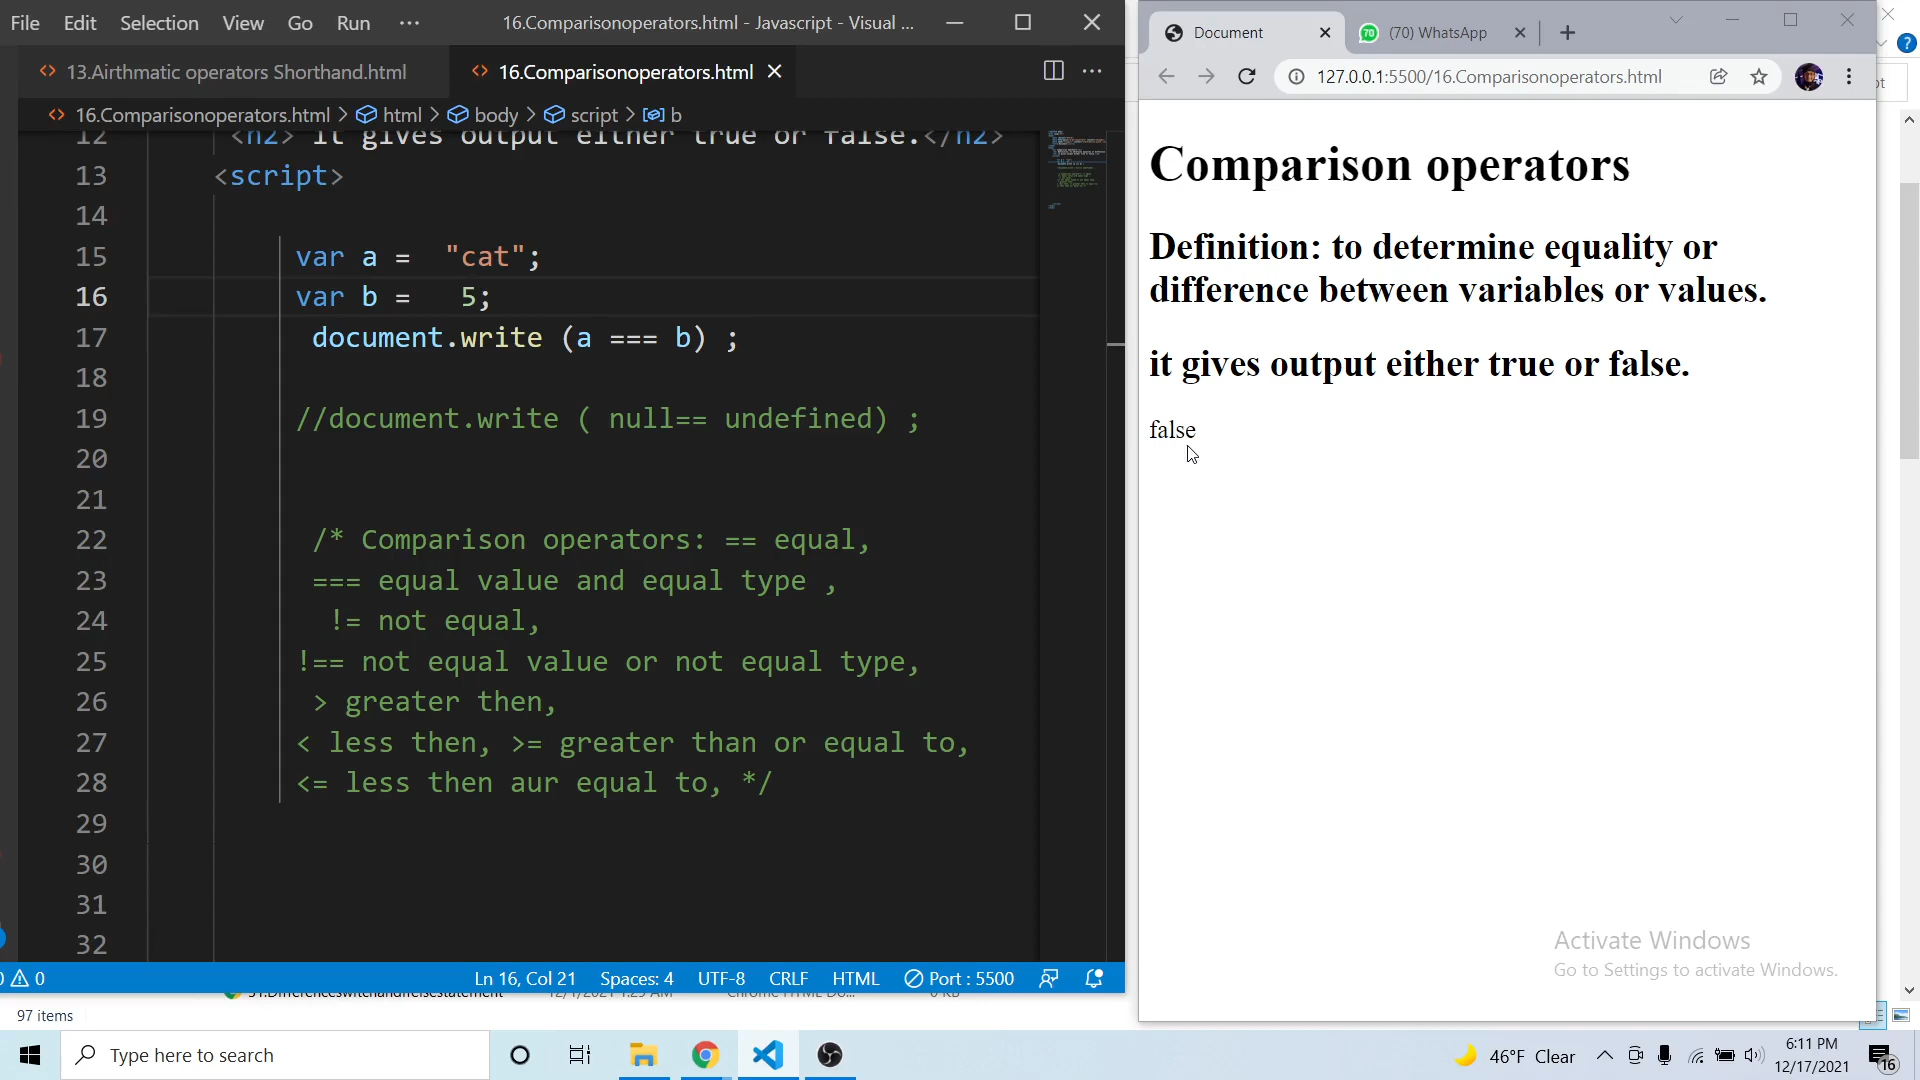 File Edit Selection View Go Run ··· 16.Comparisonoperators.html - Javascript - Visual ...
13.Airthmatic operators Shorthand.html 16.Comparisonoperators.html
16.Comparisonoperators.html > html > body > script > b
12 <h2> it gives output either true or false.</h2>
13 <script>
14
15 var a = "cat";
16 var b = 5;
17 document.write (a === b) ;
18
19 //document.write ( null== undefined) ;
20
21
22 /* Comparison operators: == equal,
23 === equal value and equal type ,
24 != not equal,
25 !== not equal value or not equal type,
26 > greater then,
27 < less then, >= greater than or equal to,
28 <= less then aur equal to, */
29
30
31
32
0 Ln 16, Col 21 Spaces: 4 UTF-8 CRLF HTML Port : 5500
97 items
Document (70) WhatsApp
70
127.0.0.1:5500/16.Comparisonoperators.html
Comparison operators
Definition: to determine equality or
difference between variables or values.
it gives output either true or false.
false
Activate Windows
Go to Settings to activate Windows.
Type here to search
46°F Clear
6:11 PM
12/17/2021
16